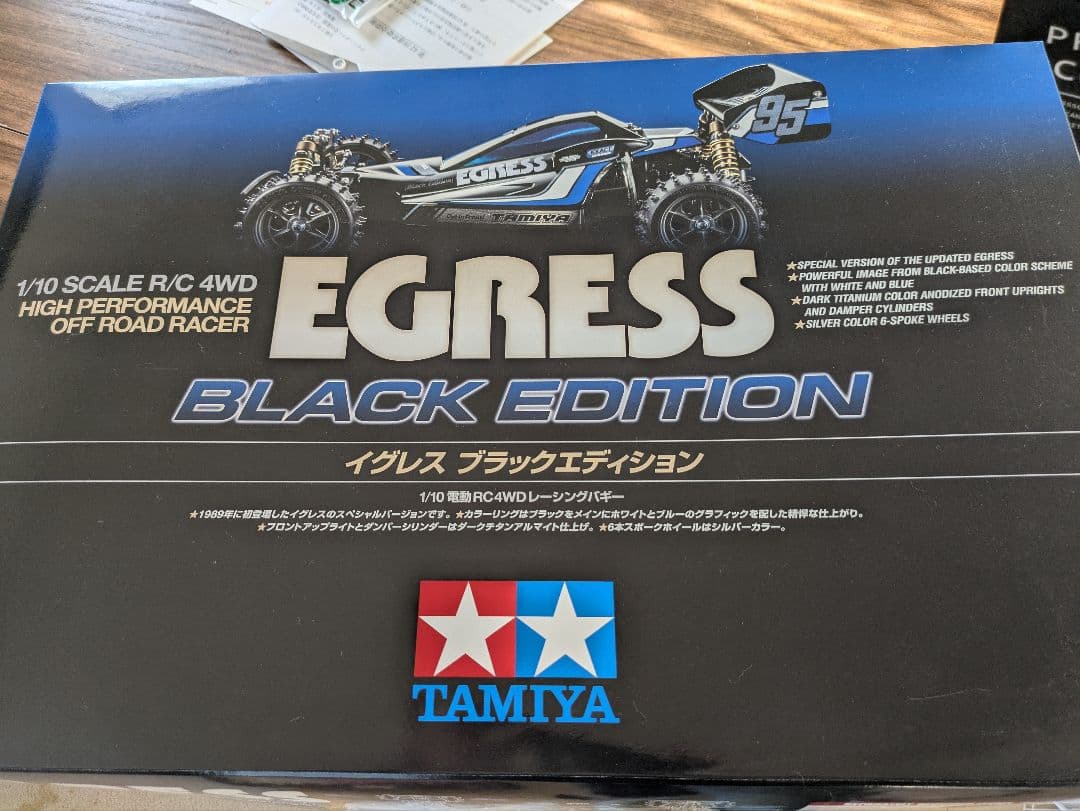 95
EGRESS
TAMIYA
1/10 SCALE R/C 4WD
HIGH PERFORMANCE
OFF ROAD RACER
EGRESS
★SPECIAL VERSION OF THE UPDATED EGRESS
★POWERFUL IMAGE FROM BLACK-BASED COLOR SCHEME
WITH WHITE AND BLUE
★DARK TITANIUM COLOR ANODIZED FRONT UPRIGHTS
AND DAMPER CYLINDERS
★SILVER COLOR 6-SPOKE WHEELS
BLACK EDITION
イグレス ブラックエディション
1/10 電動RC4WDレーシングバギー
★1989年に初登場したイグレスのスペシャルバージョンです。★カラーリングはブラックをメインにホワイトとブルーのグラフィックを配した精悍な仕上がり。
★フロントアップライトとダンパーシリンダーはダークチタンアルマイト仕上げ。★6本スポークホイールはシルバーカラー。
TAMIYA